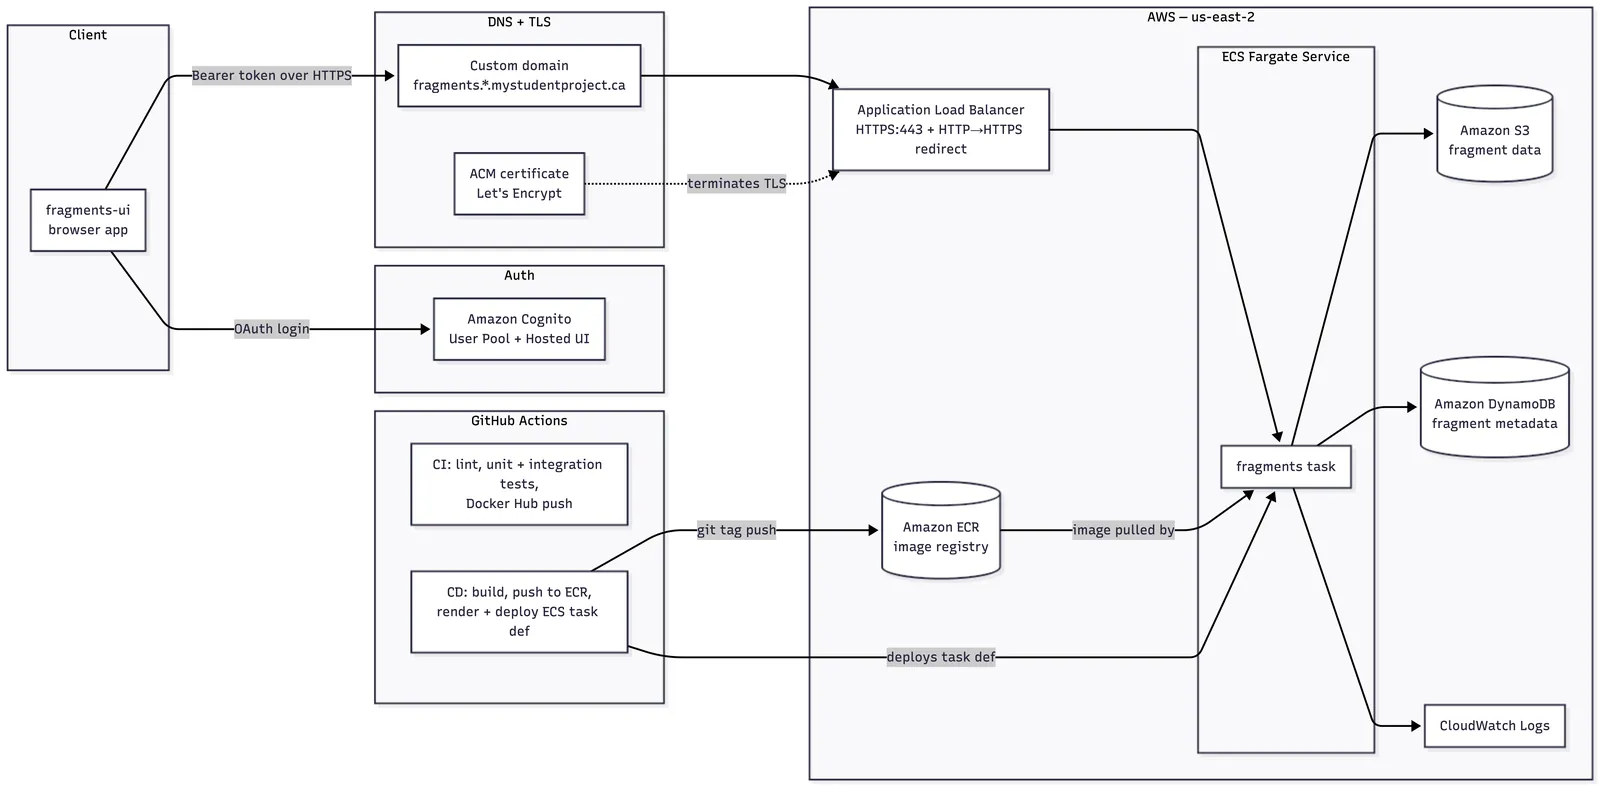 Client
fragments-ui
browser app
Bearer token over HTTPS
OAuth login
DNS + TLS
Custom domain
fragments.*.mystudentproject.ca
ACM certificate
Let's Encrypt
terminates TLS
Auth
Amazon Cognito
User Pool + Hosted UI
GitHub Actions
CI: lint, unit + integration
tests,
Docker Hub push
CD: build, push to ECR,
render + deploy ECS task
def
git tag push
deploys task def
AWS – us-east-2
Application Load Balancer
HTTPS:443 + HTTP→HTTPS
redirect
Amazon ECR
image registry
image pulled by
ECS Fargate Service
fragments task
Amazon S3
fragment data
Amazon DynamoDB
fragment metadata
CloudWatch Logs